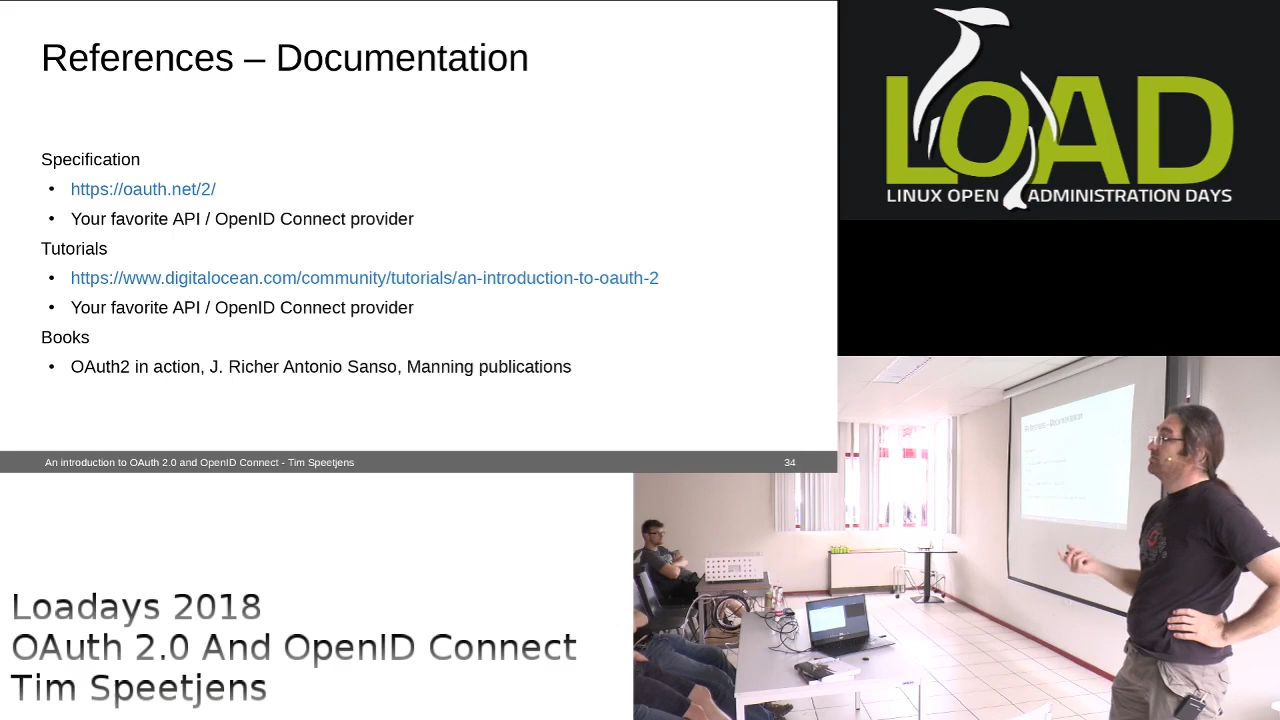 References – Documentation
Specification
• https://oauth.net/2/
• Your favorite API / OpenID Connect provider
Tutorials
• https://www.digitalocean.com/community/tutorials/an-introduction-to-oauth-2
• Your favorite API / OpenID Connect provider
Books
• OAuth2 in action, J. Richer Antonio Sanso, Manning publications
An introduction to OAuth 2.0 and OpenID Connect - Tim Speetjens 34
LOAD
LINUX OPEN ADMINISTRATION DAYS
Loadays 2018
OAuth 2.0 And OpenID Connect
Tim Speetjens
References – Documentation